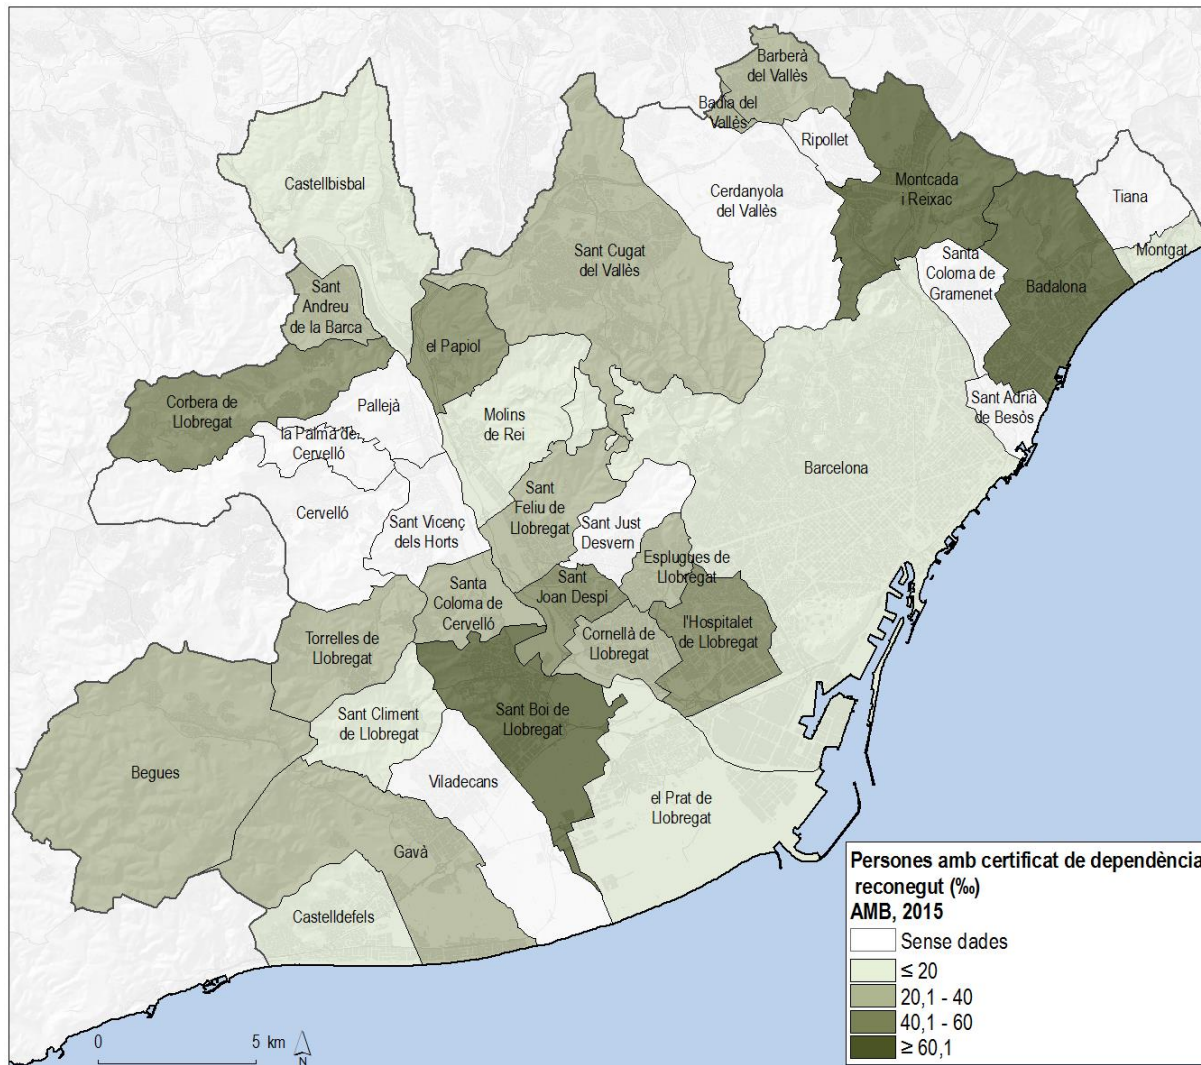 Barberà
del Vallès
Badia del
Vallès
Ripollet
Castellbisbal
Cerdanyola
del Vallès
Montcada
i Reixac
Tiana
Montgat
Sant Cugat
del Vallès
Santa
Coloma de
Gramenet
Badalona
Sant
Andreu
de la Barca
el Papiol
Corbera de
Llobregat
Pallejà
Molins
de Rei
Sant Adrià
de Besòs
la Palma de
Cervelló
Barcelona
Cervelló
Sant Vicenç
dels Horts
Sant
Feliu de
Llobregat
Sant Just
Desvern
Esplugues de
Llobregat
Santa
Coloma de
Cervelló
Sant
Joan Despí
Torrelles de
Llobregat
Cornellà de
Llobregat
l'Hospitalet
de Llobregat
Sant Climent
de Llobregat
Sant Boi de
Llobregat
Begues
Viladecans
el Prat de
Llobregat
Gavà
Castelldefels
Persones amb certificat de dependència
reconegut (‰)
AMB, 2015
Sense dades
≤ 20
20,1 - 40
40,1 - 60
≥ 60,1
0 5 km
N